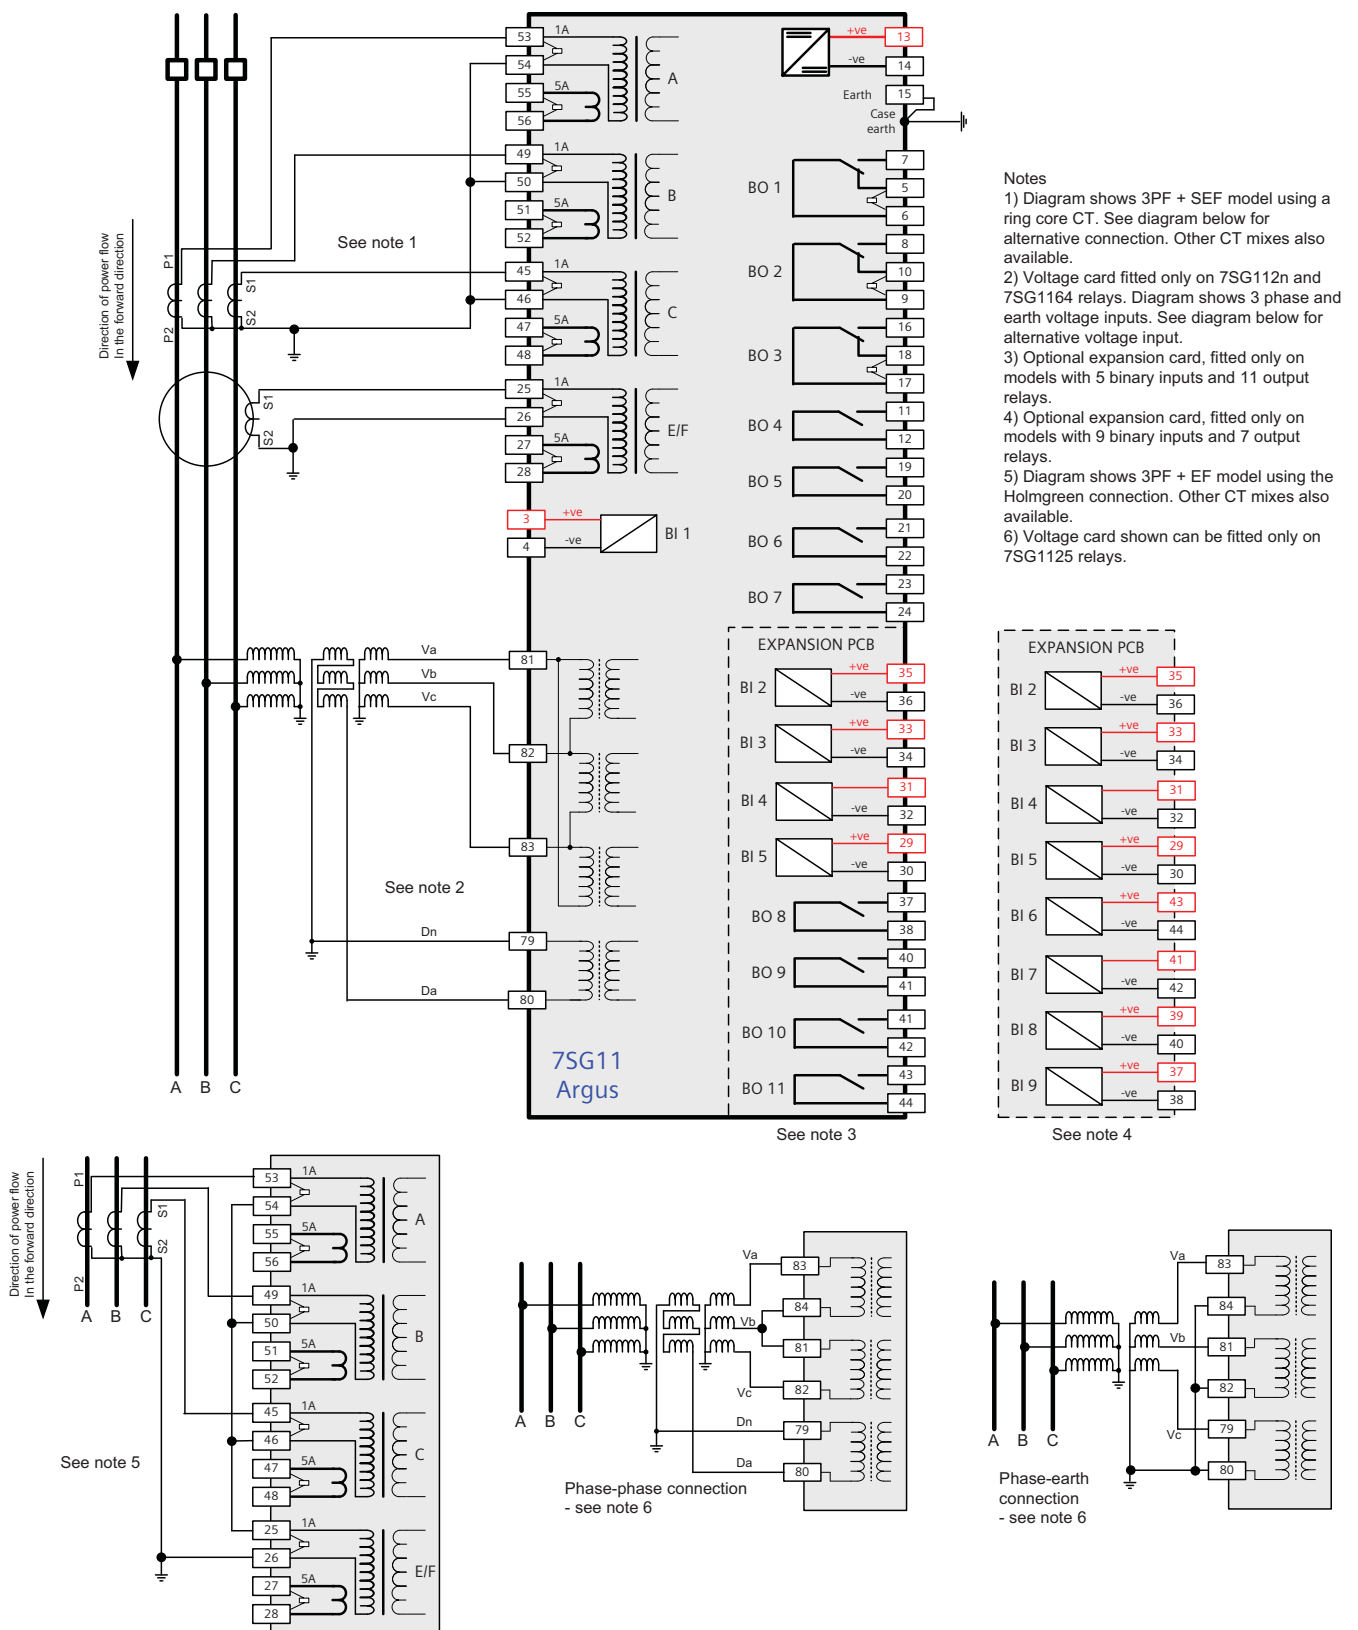 53
1A
54
55
5A
56
A
49
1A
50
51
5A
52
B
45
1A
46
47
5A
48
C
25
1A
26
27
5A
28
E/F
3
+ve
4
-ve
BI 1
See note 1
P1
P2
S1
S2
S1
S2
Direction of power flow
In the forward direction
+ve
13
-ve
14
Earth
15
Case
earth
BO 1
7
5
6
BO 2
8
10
9
BO 3
16
18
17
BO 4
11
12
BO 5
19
20
BO 6
21
22
BO 7
23
24
Notes
1) Diagram shows 3PF + SEF model using a
ring core CT. See diagram below for
alternative connection. Other CT mixes also
available.
2) Voltage card fitted only on 7SG112n and
7SG1164 relays. Diagram shows 3 phase and
earth voltage inputs. See diagram below for
alternative voltage input.
3) Optional expansion card, fitted only on
models with 5 binary inputs and 11 output
relays.
4) Optional expansion card, fitted only on
models with 9 binary inputs and 7 output
relays.
5) Diagram shows 3PF + EF model using the
Holmgreen connection. Other CT mixes also
available.
6) Voltage card shown can be fitted only on
7SG1125 relays.
Va
81
Vb
Vc
82
83
See note 2
Dn
79
Da
80
A B C
7SG11
Argus
EXPANSION PCB
BI 2
+ve
35
-ve
36
BI 3
+ve
33
-ve
34
BI 4
+ve
31
-ve
32
BI 5
+ve
29
-ve
30
BO 8
37
38
BO 9
40
41
BO 10
41
42
BO 11
43
44
See note 3
EXPANSION PCB
BI 2
+ve
35
-ve
36
BI 3
+ve
33
-ve
34
BI 4
+ve
31
-ve
32
BI 5
+ve
29
-ve
30
BI 6
+ve
43
-ve
44
BI 7
+ve
41
-ve
42
BI 8
+ve
39
-ve
40
BI 9
+ve
37
-ve
38
See note 4
Direction of power flow
In the forward direction
P1
P2
S1
S2
A B C
53
1A
54
55
5A
56
A
49
1A
50
51
5A
52
B
45
1A
46
47
5A
48
C
25
1A
26
27
5A
28
E/F
See note 5
A B C
Va
83
84
Vb
81
Vc
82
Dn
79
Da
80
Phase-phase connection
- see note 6
A B C
Va
83
84
Vb
81
82
Vc
79
80
Phase-earth
connection
- see note 6